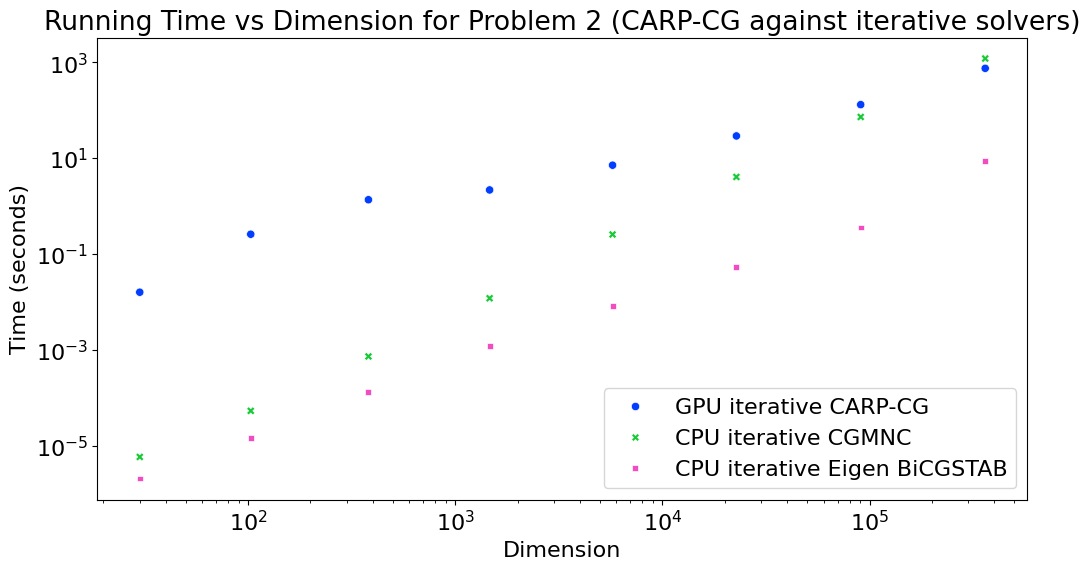 Running Time vs Dimension for Problem 2 (CARP-CG against iterative solvers)
Time (seconds)
10³
10¹
10⁻¹
10⁻³
10⁻⁵
GPU iterative CARP-CG
CPU iterative CGMNC
CPU iterative Eigen BiCGSTAB
10² 10³ 10⁴ 10⁵
Dimension